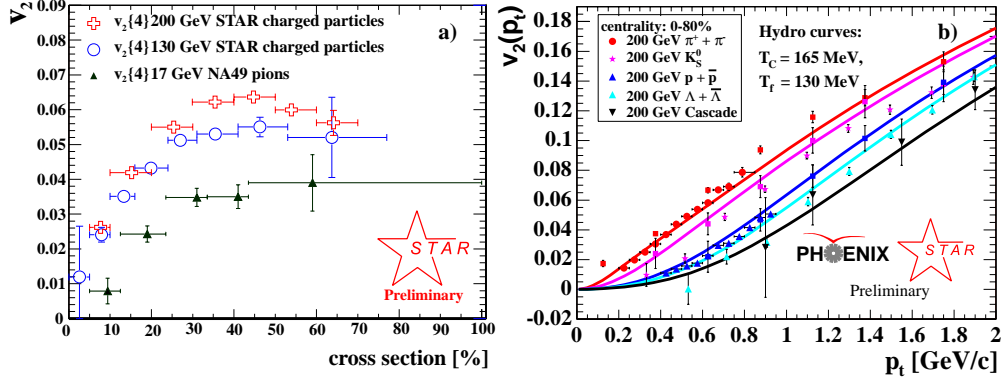 v₂{4}200 GeV STAR charged particles
v₂{4}130 GeV STAR charged particles
v₂{4}17 GeV NA49 pions
a)
v₂
0.09
0.08
0.07
0.06
0.05
0.04
0.03
0.02
0.01
0
0 10 20 30 40 50 60 70 80 90 100
cross section [%]
STAR
Preliminary
b)
centrality: 0-80%
200 GeV π⁺ + π⁻
200 GeV K⁰S
200 GeV p + p̅
200 GeV Λ + Λ̅
200 GeV Cascade
Hydro curves:
T_C = 165 MeV,
T_f = 130 MeV
v₂(pₜ)
0.18
0.16
0.14
0.12
0.1
0.08
0.06
0.04
0.02
0
-0.02
0 0.2 0.4 0.6 0.8 1 1.2 1.4 1.6 1.8 2
pₜ [GeV/c]
PHENIX
STAR
Preliminary